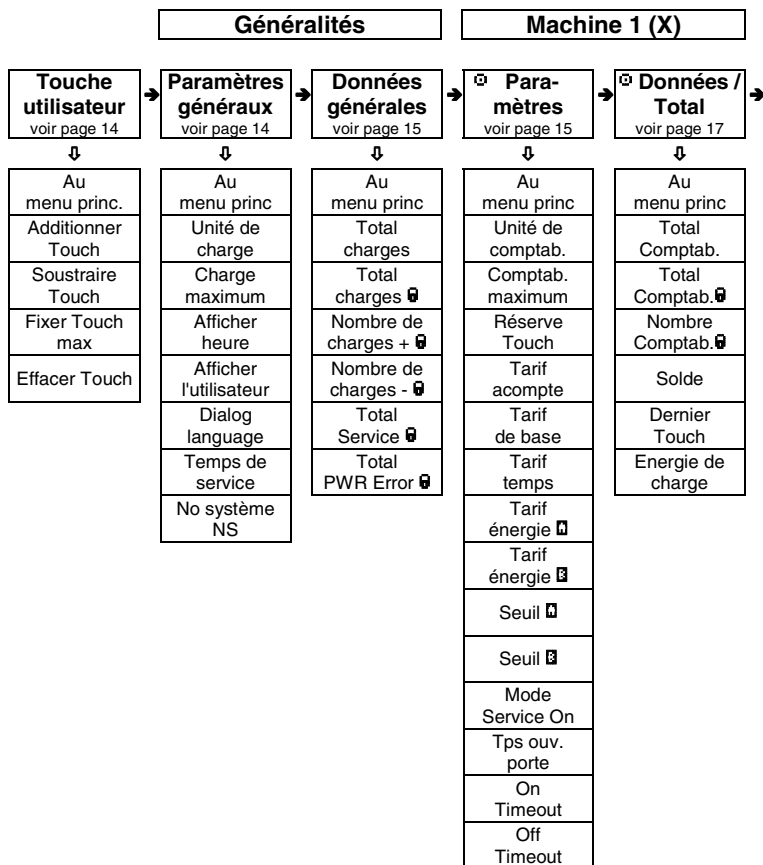 Généralités
Machine 1 (X)
Touche
utilisateur
voir page 14
Paramètres
généraux
voir page 14
Données
générales
voir page 15
Para-
mètres
voir page 15
Données /
Total
voir page 17
Au
menu princ.
Additionner
Touch
Soustraire
Touch
Fixer Touch
max
Effacer Touch
Au
menu princ
Unité de
charge
Charge
maximum
Afficher
heure
Afficher
l'utilisateur
Dialog
language
Temps de
service
No système
NS
Au
menu princ
Total
charges
Total
charges
Nombre de
charges +
Nombre de
charges -
Total
Service
Total
PWR Error
Au
menu princ
Unité de
comptab.
Comptab.
maximum
Réserve
Touch
Tarif
acompte
Tarif
de base
Tarif
temps
Tarif
énergie
Tarif
énergie
Seuil
Seuil
Mode
Service On
Tps ouv.
porte
On
Timeout
Off
Timeout
Au
menu princ
Total
Comptab.
Total
Comptab.
Nombre
Comptab.
Solde
Dernier
Touch
Energie de
charge